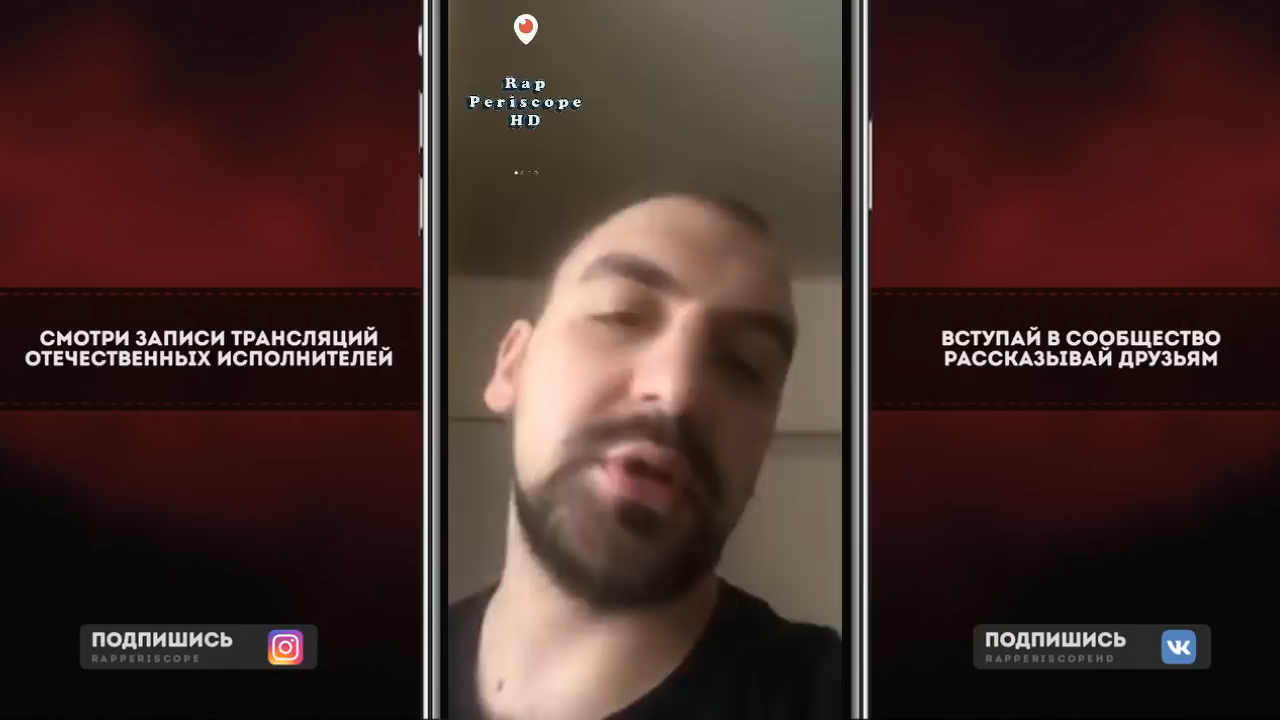 Rap
Periscope
HD
СМОТРИ ЗАПИСИ ТРАНСЛЯЦИЙ
ОТЕЧЕСТВЕННЫХ ИСПОЛНИТЕЛЕЙ
ВСТУПАЙ В СООБЩЕСТВО
РАССКАЗЫВАЙ ДРУЗЬЯМ
ПОДПИШИСЬ
RAPPERISCOPE
ПОДПИШИСЬ
RAPPERISCOPEHD